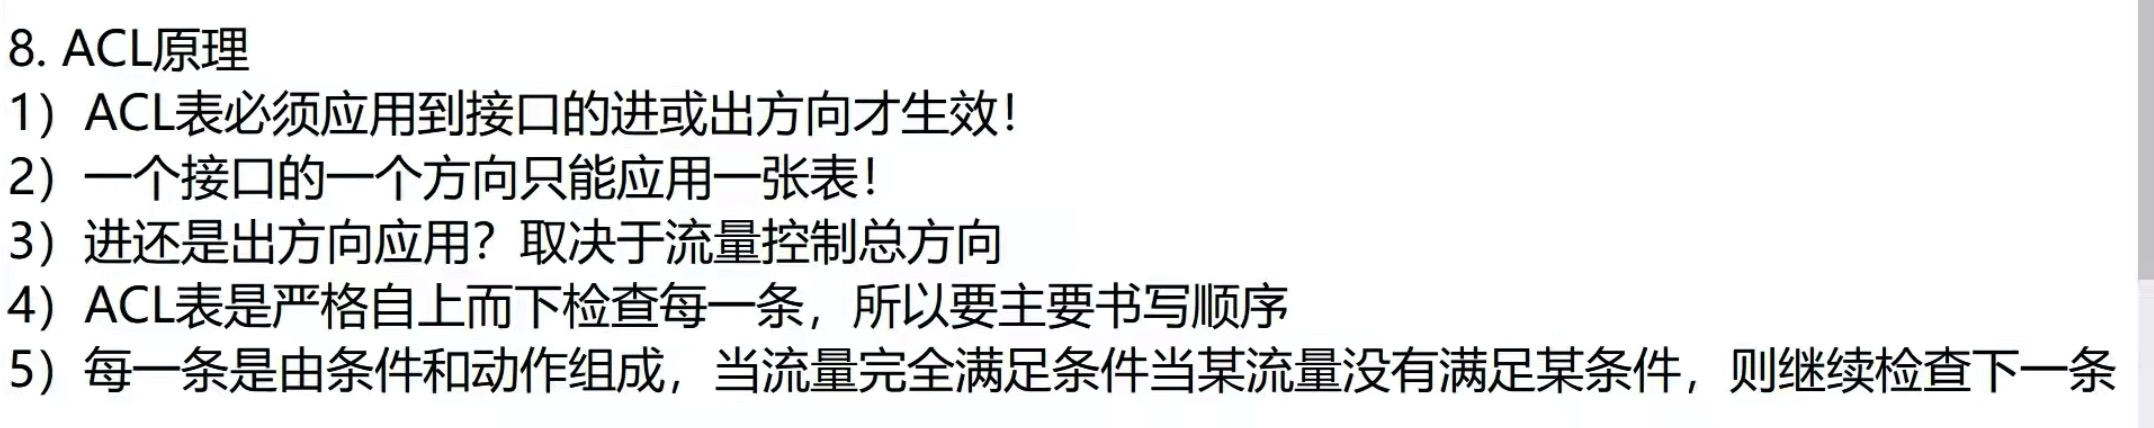 8. ACL原理
1）ACL表必须应用到接口的进或出方向才生效！
2）一个接口的一个方向只能应用一张表！
3）进还是出方向应用？取决于流量控制总方向
4）ACL表是严格自上而下检查每一条，所以要主要书写顺序
5）每一条是由条件和动作组成，当流量完全满足条件当某流量没有满足某条件，则继续检查下一条